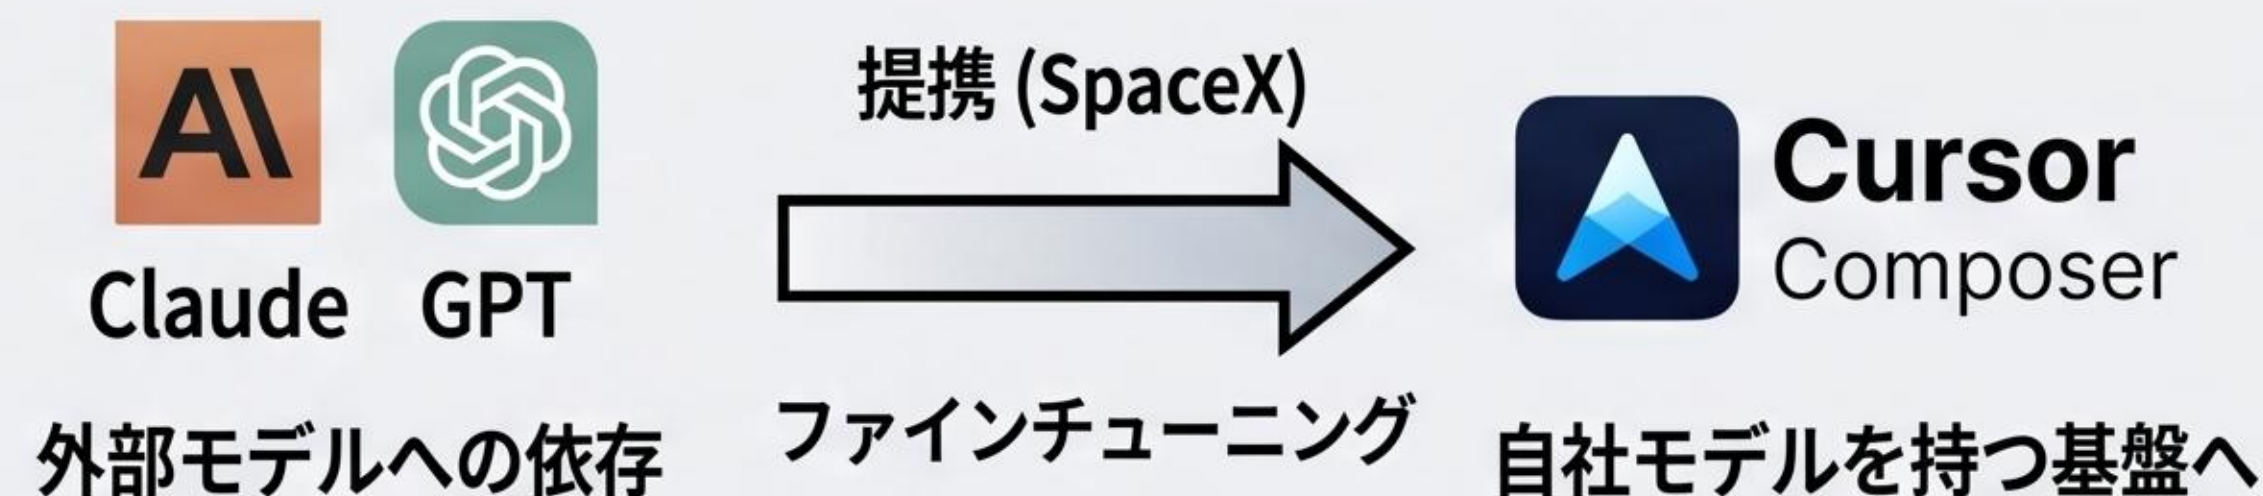 Claude GPT
外部モデルへの依存
提携 (SpaceX)
ファインチューニング
Cursor
Composer
自社モデルを持つ基盤へ